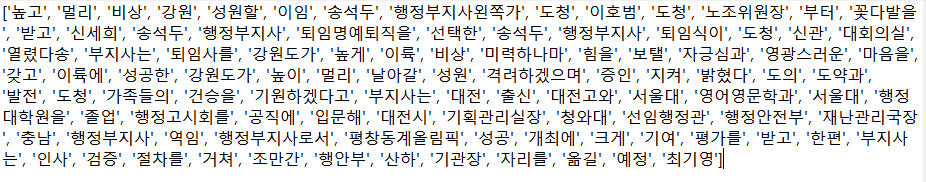 ['높고', '멀리', '비상', '강원', '성원할', '이임', '송석두', '행정부지사왼쪽가', '도청', '이호범', '도청', '노조위원장', '부터', '꽃다발을',
'받고', '신세희', '송석두', '행정부지사', '퇴임명예퇴직을', '선택한', '송석두', '행정부지사', '퇴임식이', '도청', '신관', '대회의실',
'열렸다송', '부지사는', '퇴임사를', '강원도가', '높게', '이륙', '비상', '미력하나마', '힘을', '보탤', '자긍심과', '영광스러운', '마음을',
'갖고', '이륙에', '성공한', '강원도가', '높이', '멀리', '날아갈', '성원', '격려하겠으며', '증인', '지켜', '밝혔다', '도의', '도약과',
'발전', '도청', '가족들의', '건승을', '기원하겠다고', '부지사는', '대전', '출신', '대전고와', '서울대', '영어영문학과', '서울대', '행정
대학원을', '졸업', '행정고시회를', '공직에', '입문해', '대전시', '기획관리실장', '청와대', '선임행정관', '행정안전부', '재난관리국장
', '충남', '행정부지사', '역임', '행정부지사로서', '평창동계올림픽', '성공', '개최에', '크게', '기여', '평가를', '받고', '한편', '부지사
는', '인사', '검증', '절차를', '거쳐', '조만간', '행안부', '산하', '기관장', '자리를', '옮길', '예정', '최기영']